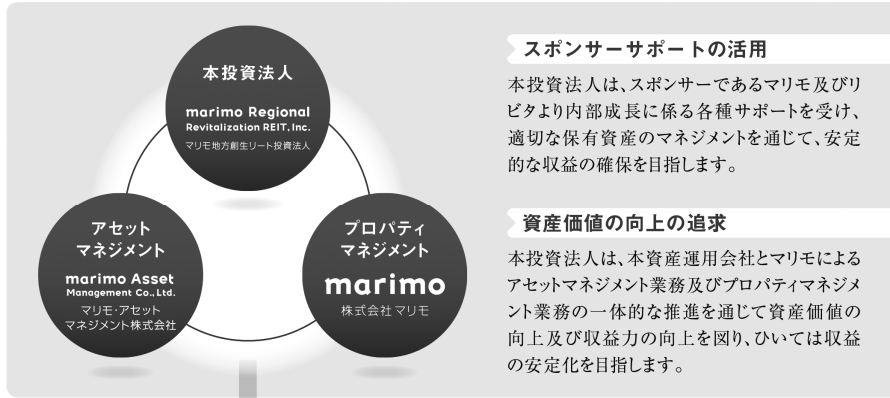 本投資法人
marimo Regional
Revitalization REIT, Inc.
マリモ地方創生リート投資法人
アセット
マネジメント
marimo Asset
Management Co., Ltd.
マリモ・アセット
マネジメント株式会社
プロパティ
マネジメント
marimo
株式会社マリモ
スポンサーサポートの活用
本投資法人は、スポンサーであるマリモ及びリ
ビタより内部成長に係る各種サポートを受け、
適切な保有資産のマネジメントを通じて、安定
的な収益の確保を目指します。
資産価値の向上の追求
本投資法人は、本資産運用会社とマリモによる
アセットマネジメント業務及びプロパティマネジメ
ント業務の一体的な推進を通じて資産価値の
向上及び収益力の向上を図り、ひいては収益
の安定化を目指します。